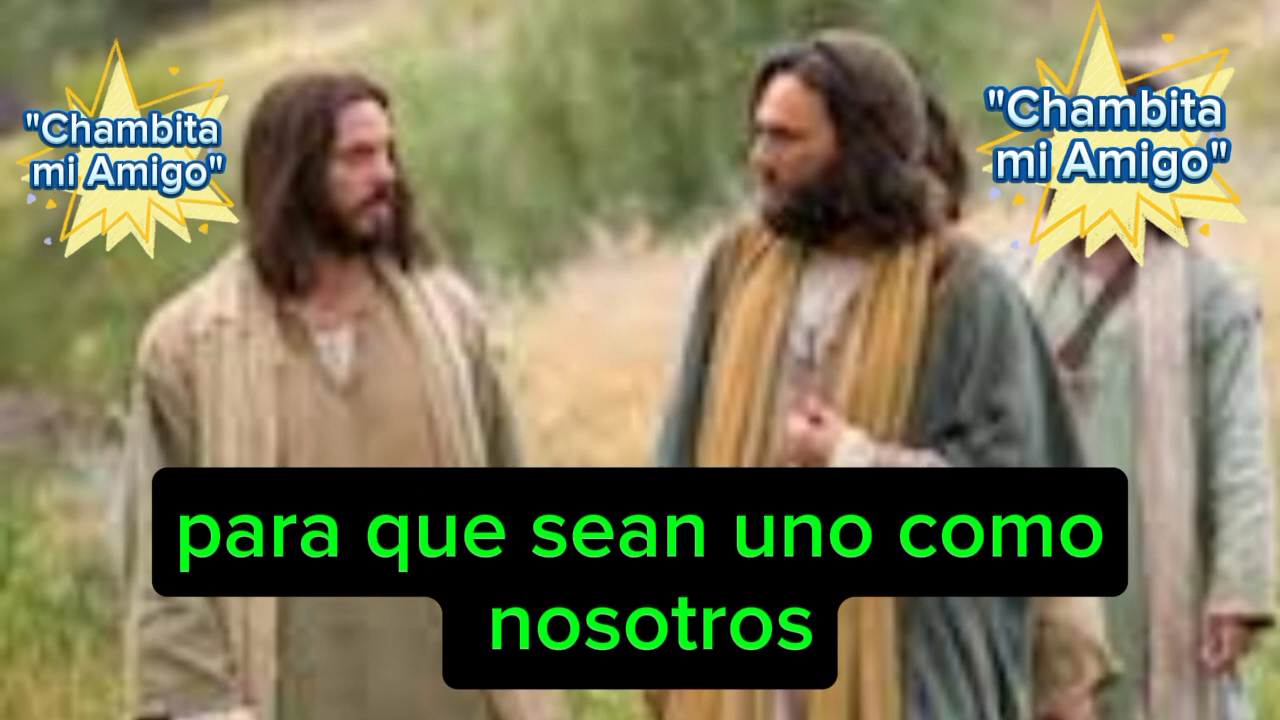 "Chambita
mi Amigo"
"Chambita
mi Amigo"
para que sean uno como
nosotros